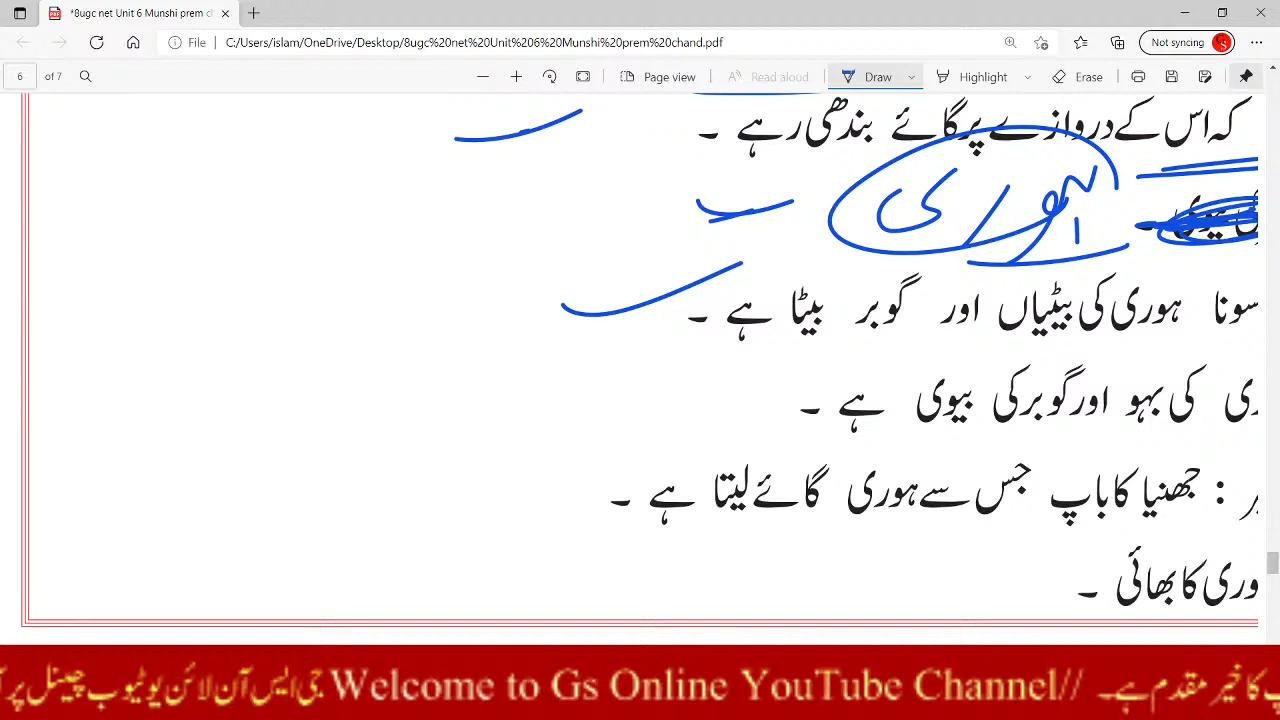 *8ugc net Unit 6 Munshi prem c
File C:/Users/islam/OneDrive/Desktop/8ugc%20net%20Unit%2006%20Munshi%20prem%20chand.pdf
Not syncing
6 of 7 Page view Read aloud Draw Highlight Erase
کہ اس کے دروازے پر گائے بندھی رہے ۔
ہوری
کی بیوی ۔
سونا ہوری کی بیٹیاں اور گوبر بیٹا ہے ۔
ری کی بہو اور گوبر کی بیوی ہے ۔
: جھنیا کا باپ جس سے ہوری گائے لیتا ہے ۔
وری کا بھائی ۔
پ کا خیر مقدم ہے۔ //Welcome to Gs Online YouTube Channel جی ایس آن لائن یوٹیوب چینل پر آ